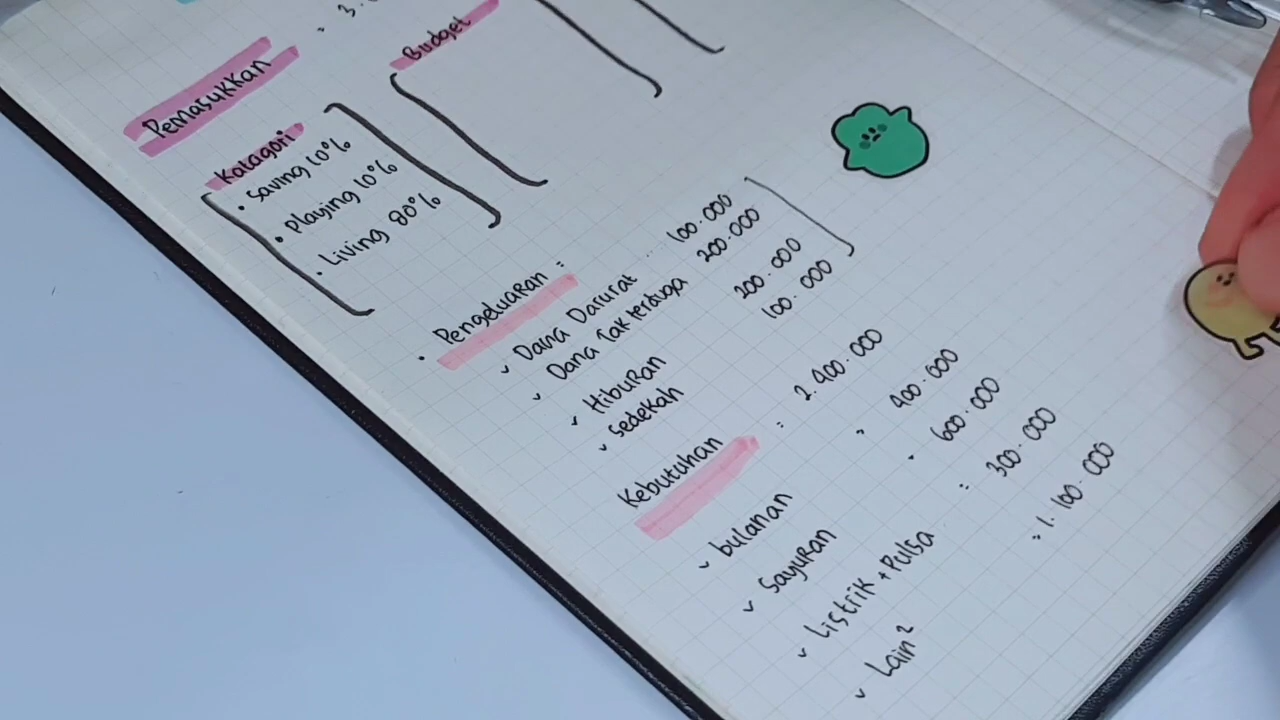 Pemasukkan : 3.
Katagori
• Saving 10%
• Playing 10%
• Living 80%
Budget
• Pengeluaran :
✓ Dana Darurat 100.000
✓ Dana Tak terduga 200.000
✓ Hiburan 200.000
✓ Sedekah 100.000
Kebutuhan : 2.400.000
✓ bulanan 400.000
✓ Sayuran 600.000
✓ Listrik + Pulsa : 300.000
✓ Lain² : 1.100.000